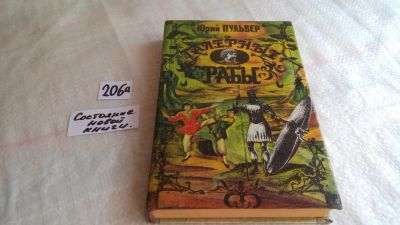 Юрий ПУЛЬВЕР
ГАЛЕРНЫЕ
РАБЫ
206а
Состояние
новой
книги.